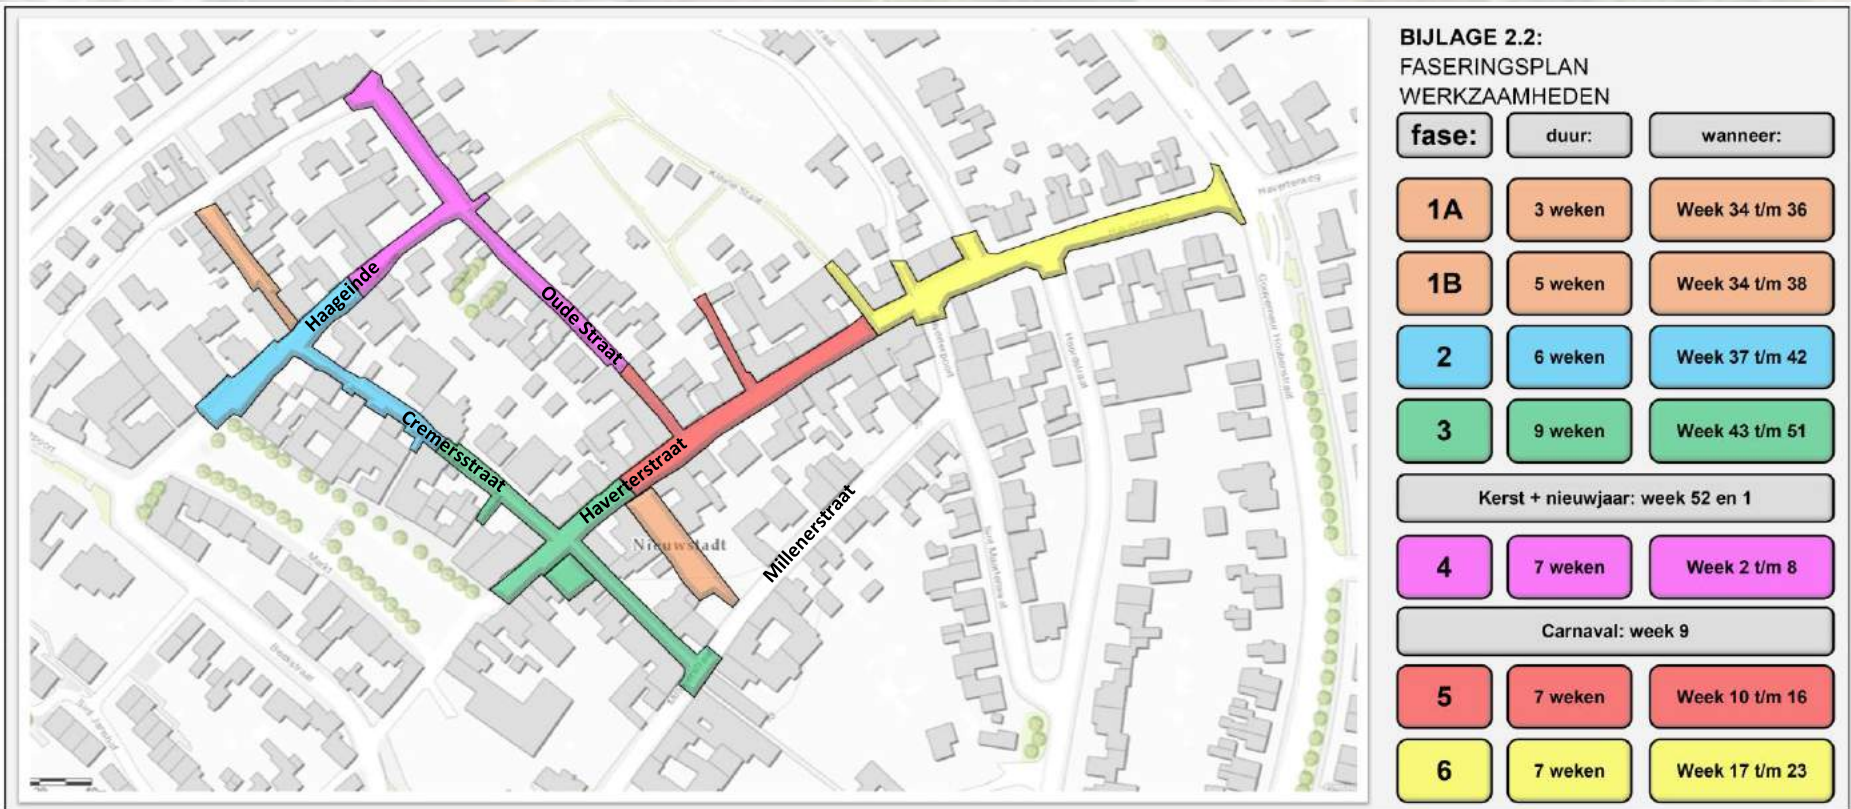 BIJLAGE 2.2:
FASERINGSPLAN
WERKZAAMHEDEN
fase: duur: wanneer:
1A 3 weken Week 34 t/m 36
1B 5 weken Week 34 t/m 38
2 6 weken Week 37 t/m 42
3 9 weken Week 43 t/m 51
Kerst + nieuwjaar: week 52 en 1
4 7 weken Week 2 t/m 8
Carnaval: week 9
5 7 weken Week 10 t/m 16
6 7 weken Week 17 t/m 23
Haageinde
Oude Straat
Cremersstraat
Haverterstraat
Millenerstraat
Nieuwstadt
Haverterweg
Markt
Beekstraat